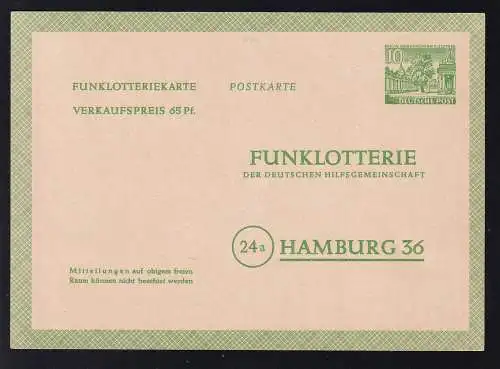 FUNKLOTTERIEKARTE
VERKAUFSPREIS 65 Pf.
POSTKARTE
10
DEUTSCHE POST
FUNKLOTTERIE
DER DEUTSCHEN HILFSGEMEINSCHAFT
24a HAMBURG 36
Mitteilungen auf obigem freien
Raum können nicht beachtet werden